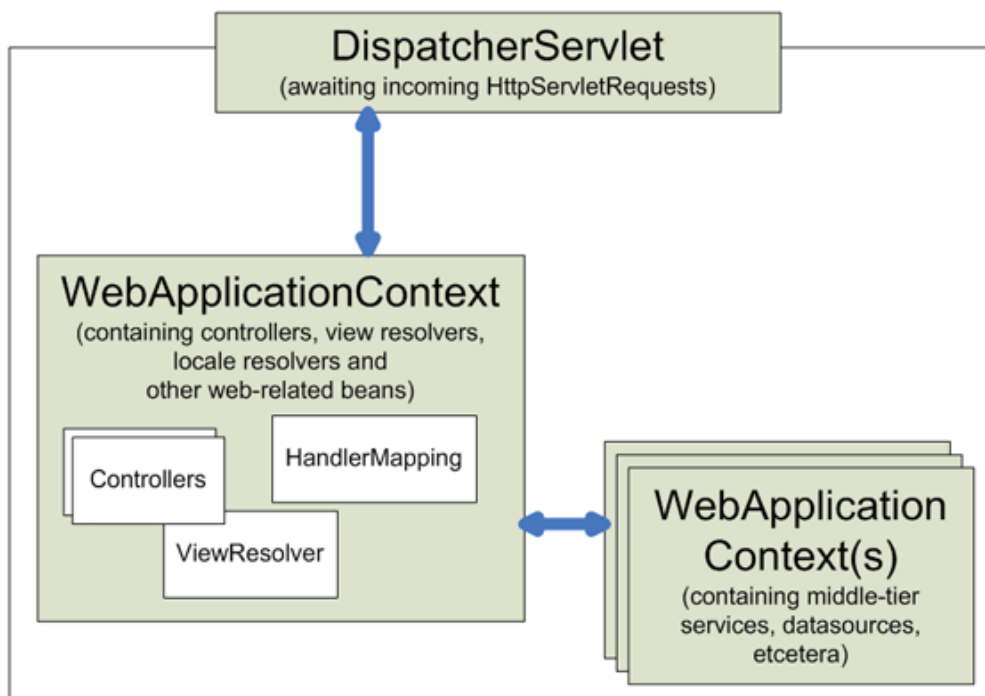 DispatcherServlet
(awaiting incoming HttpServletRequests)
WebApplicationContext
(containing controllers, view resolvers,
locale resolvers and
other web-related beans)
Controllers
HandlerMapping
ViewResolver
WebApplication
Context(s)
(containing middle-tier
services, datasources,
etcetera)